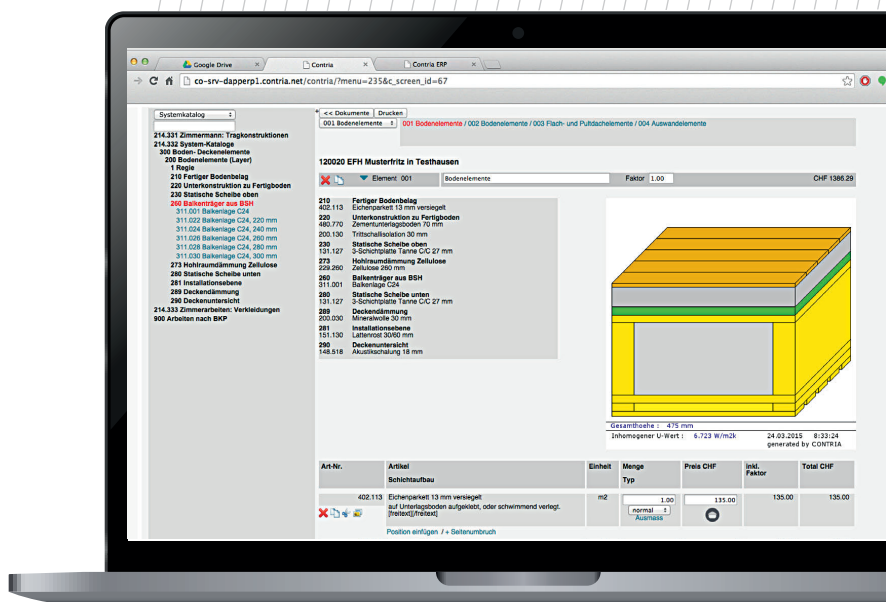 Google Drive
Contria
Contria ERP
co-srv-dapperp1.contria.net/contria/?menu=235&c_screen_id=67
Systemkatalog
214.331 Zimmermann: Tragkonstruktionen
214.332 System-Kataloge
300 Boden- Deckenelemente
200 Bodenelemente (Layer)
1 Regie
210 Fertiger Bodenbelag
220 Unterkonstruktion zu Fertigboden
230 Statische Scheibe oben
260 Balkenträger aus BSH
311.001 Balkenlage C24
311.022 Balkenlage C24, 220 mm
311.024 Balkenlage C24, 240 mm
311.026 Balkenlage C24, 260 mm
311.028 Balkenlage C24, 280 mm
311.030 Balkenlage C24, 300 mm
273 Hohlraumdämmung Zellulose
280 Statische Scheibe unten
281 Installationsebene
289 Deckendämmung
290 Deckenuntersicht
214.333 Zimmerarbeiten: Verkleidungen
900 Arbeiten nach BKP
<< Dokumente Drucken
001 Bodenelemente 001 Bodenelemente / 002 Bodenelemente / 003 Flach- und Pultdachelemente / 004 Auswandelemente
120020 EFH Musterfritz in Testhausen
Element 001 Bodenelemente Faktor 1.00 CHF 1386.29
210 Fertiger Bodenbelag
402.113 Eichenparkett 13 mm versiegelt
220 Unterkonstruktion zu Fertigboden
480.770 Zementunterlagsboden 70 mm
200.130 Trittschallisolation 30 mm
230 Statische Scheibe oben
131.127 3-Schichtplatte Tanne C/C 27 mm
273 Hohlraumdämmung Zellulose
229.260 Zellulose 260 mm
260 Balkenträger aus BSH
311.001 Balkenlage C24
280 Statische Scheibe unten
131.127 3-Schichtplatte Tanne C/C 27 mm
289 Deckendämmung
200.030 Mineralwolle 30 mm
281 Installationsebene
151.130 Lattenrost 30/60 mm
290 Deckenuntersicht
148.518 Akustikschalung 18 mm
Gesamthoehe : 475 mm
Inhomogener U-Wert : 6.723 W/m2k 24.03.2015 8:33:24
generated by CONTRIA
Art-Nr. Artikel Einheit Menge Preis CHF inkl. Faktor Total CHF
Schichtaufbau Typ
402.113 Eichenparkett 13 mm versiegelt m2 1.00 135.00 135.00 135.00
auf Unterlagsboden aufgeklebt, oder schwimmend verlegt. normal
[freitext][/freitext] Ausmass
Position einfügen / + Seitenumbruch